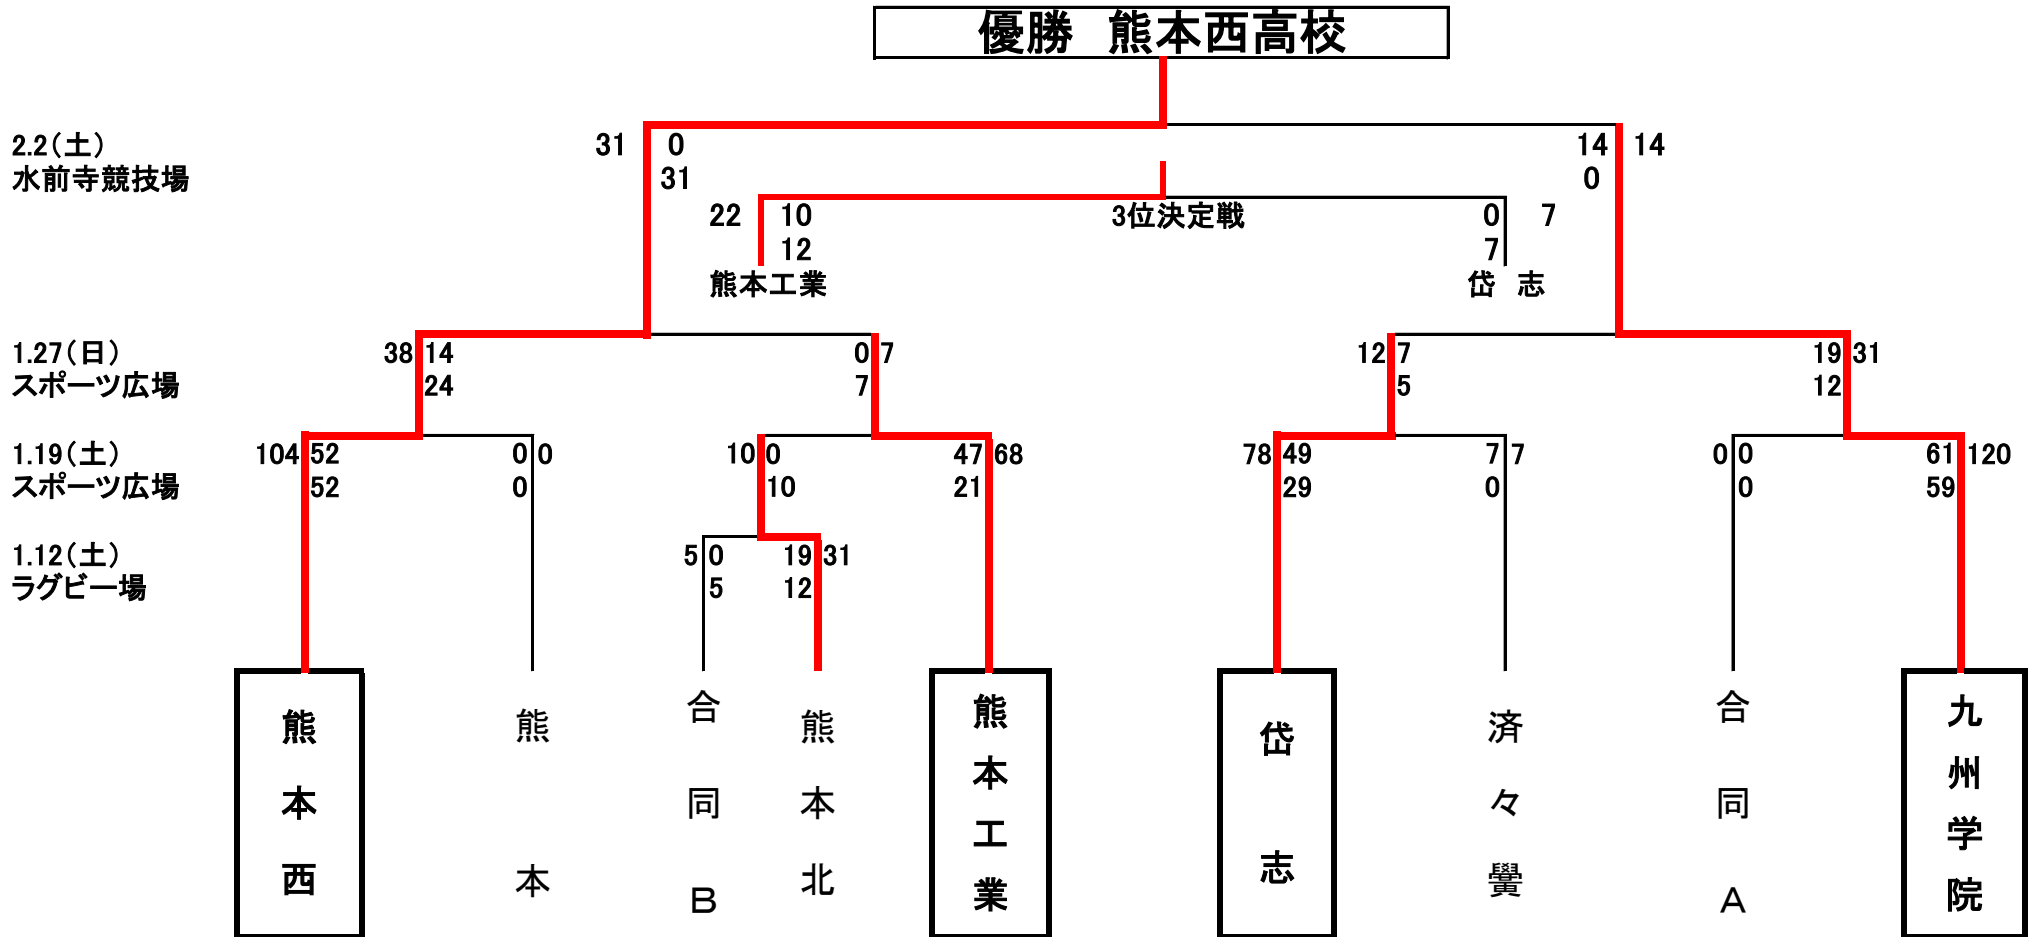 優勝 熊本西高校
2.2(土)
水前寺競技場
31 0 14 14
31 0
22 10 3位決定戦 0 7
12 7
熊本工業 岱 志
1.27(日)
スポーツ広場
38 14 0 7 12 7 19 31
24 7 5 12
1.19(土)
スポーツ広場
104 52 0 0 10 0 47 68 78 49 7 7 0 0 61 120
52 0 10 21 29 0 0 59
1.12(土)
ラグビー場
5 0 19 31
5 12
熊本西
熊本
合同B
熊本北
熊本工業
岱志
済々黌
合同A
九州学院